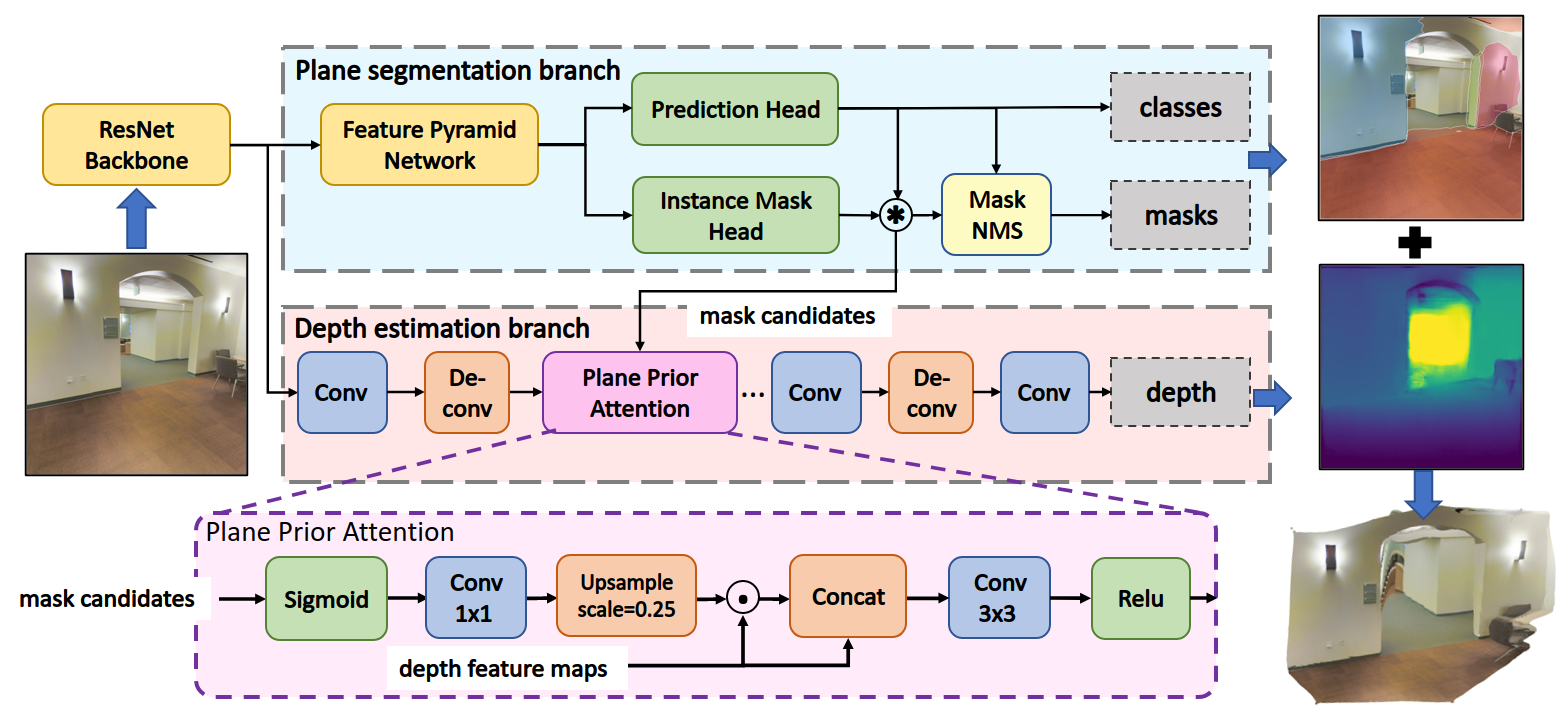 Plane segmentation branch
ResNet
Backbone
Feature Pyramid
Network
Prediction Head
Instance Mask
Head
*
Mask
NMS
classes
masks
+
mask candidates
Depth estimation branch
Conv
De-
conv
Plane Prior
Attention
...
Conv
De-
conv
Conv
depth
Plane Prior Attention
mask candidates
Sigmoid
Conv
1x1
Upsample
scale=0.25
Concat
Conv
3x3
Relu
depth feature maps